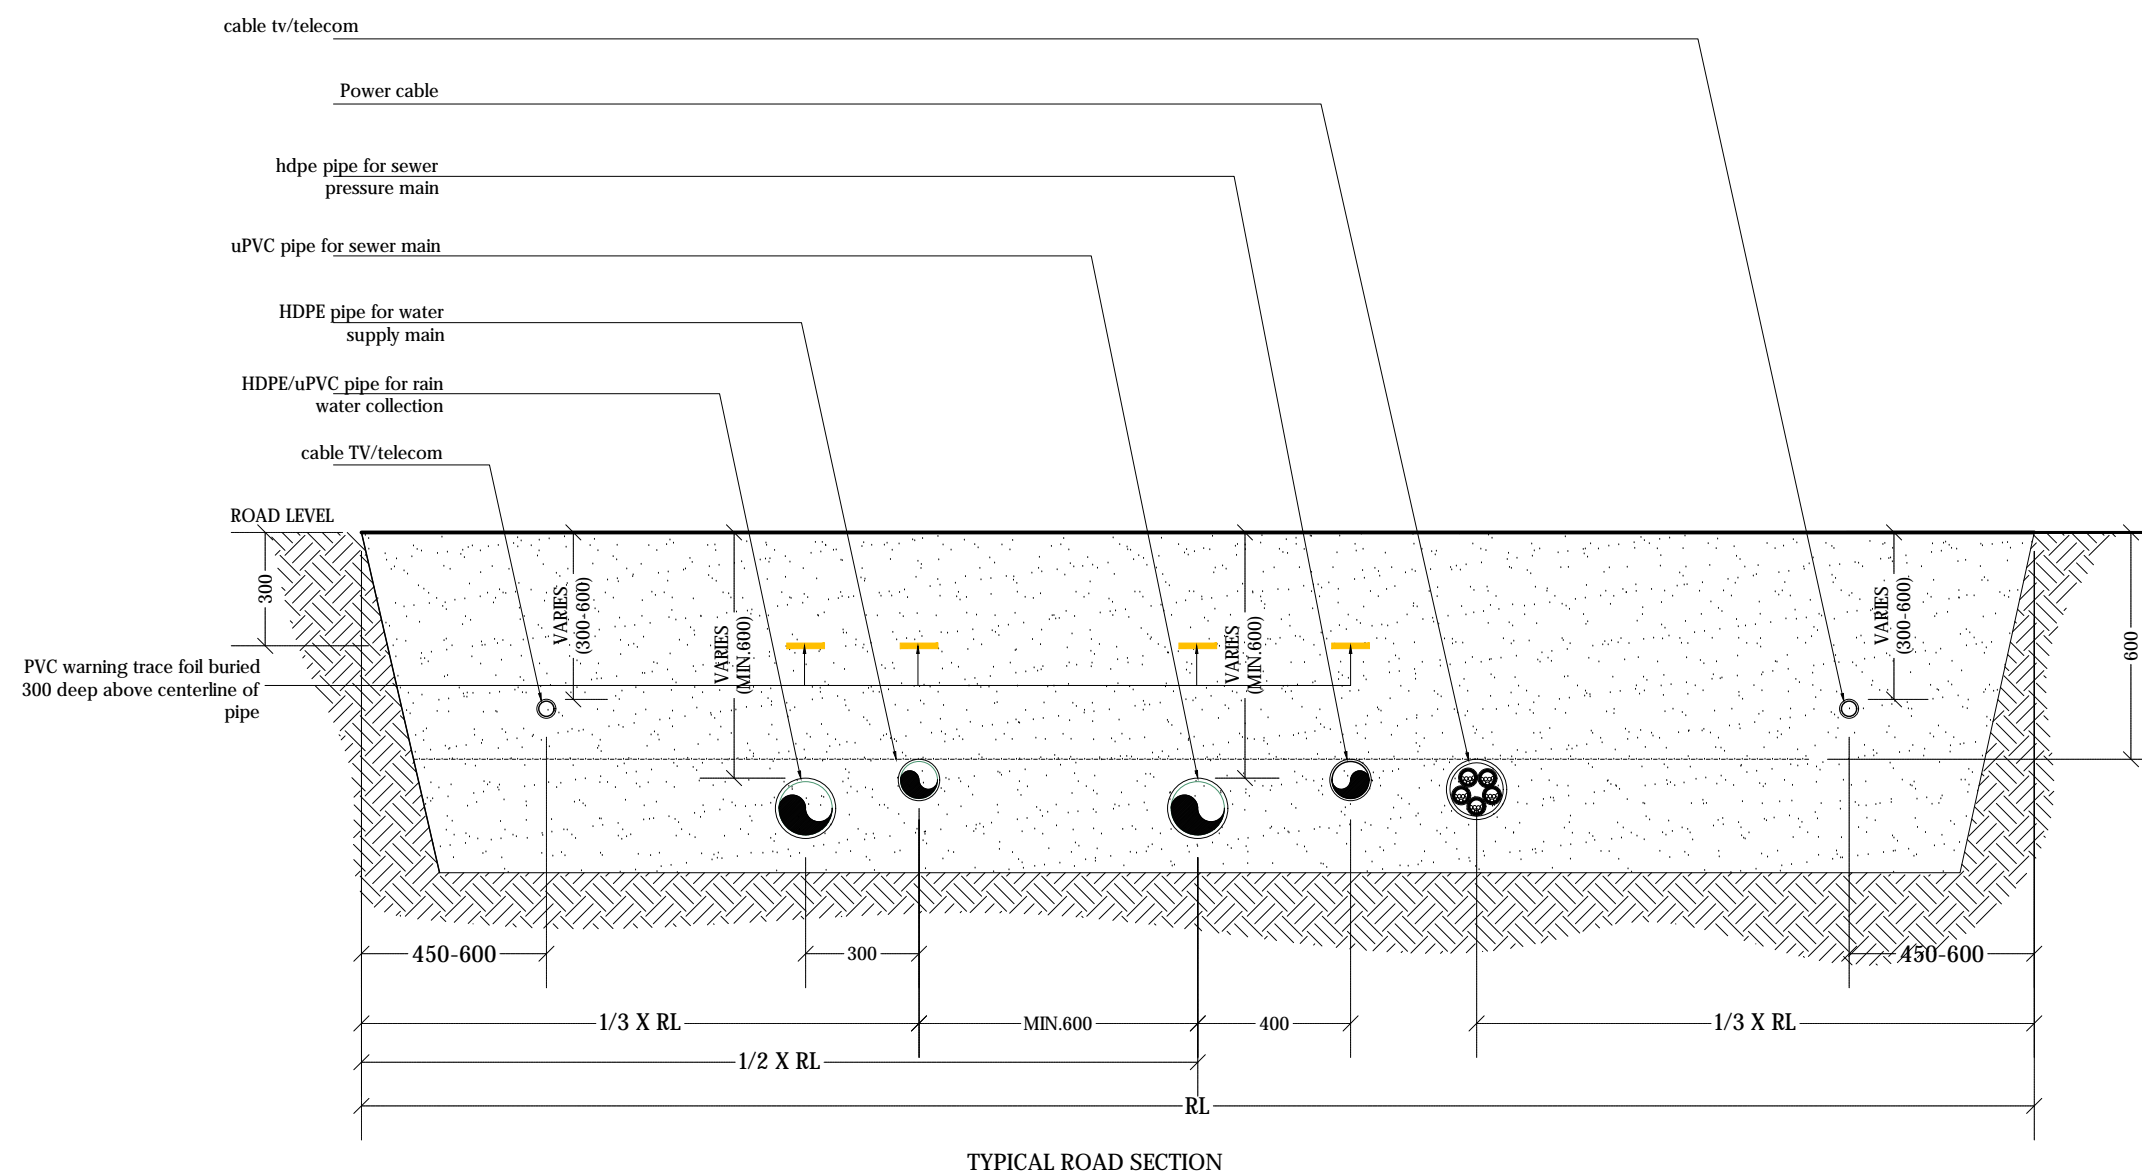 cable tv/telecom
Power cable
hdpe pipe for sewer
pressure main
uPVC pipe for sewer main
HDPE pipe for water
supply main
HDPE/uPVC pipe for rain
water collection
cable TV/telecom
ROAD LEVEL
300
PVC warning trace foil buried
300 deep above centerline of
pipe
VARIES
(300-600)
VARIES
(MIN.600)
VARIES
(MIN.600)
VARIES
(300-600)
600
450-600
300
450-600
1/3 X RL
MIN.600
400
1/3 X RL
1/2 X RL
RL
TYPICAL ROAD SECTION